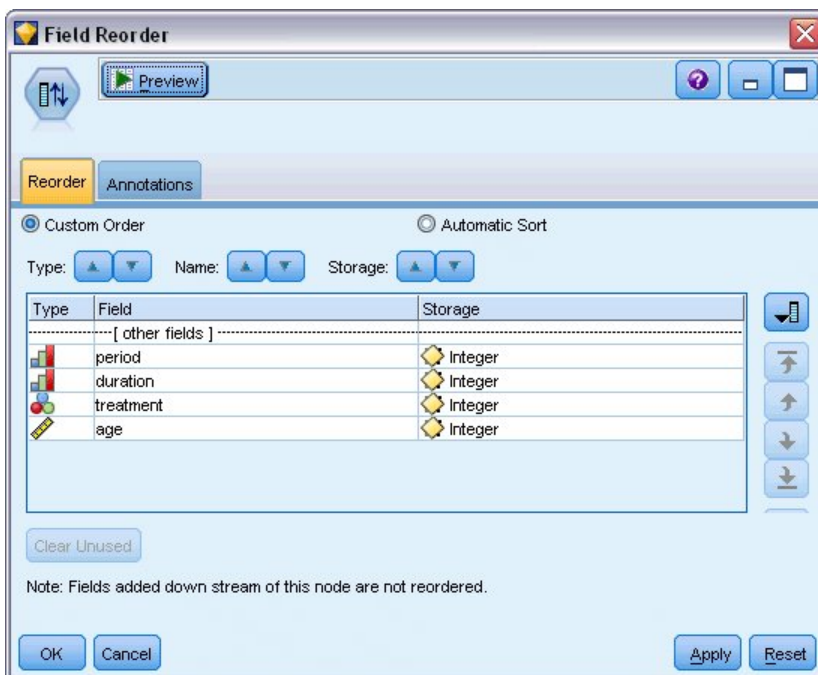 Field Reorder
Preview
Reorder Annotations
Custom Order Automatic Sort
Type: Name: Storage:
Type Field Storage
[ other fields ]
period Integer
duration Integer
treatment Integer
age Integer
Clear Unused
Note: Fields added down stream of this node are not reordered.
OK Cancel Apply Reset